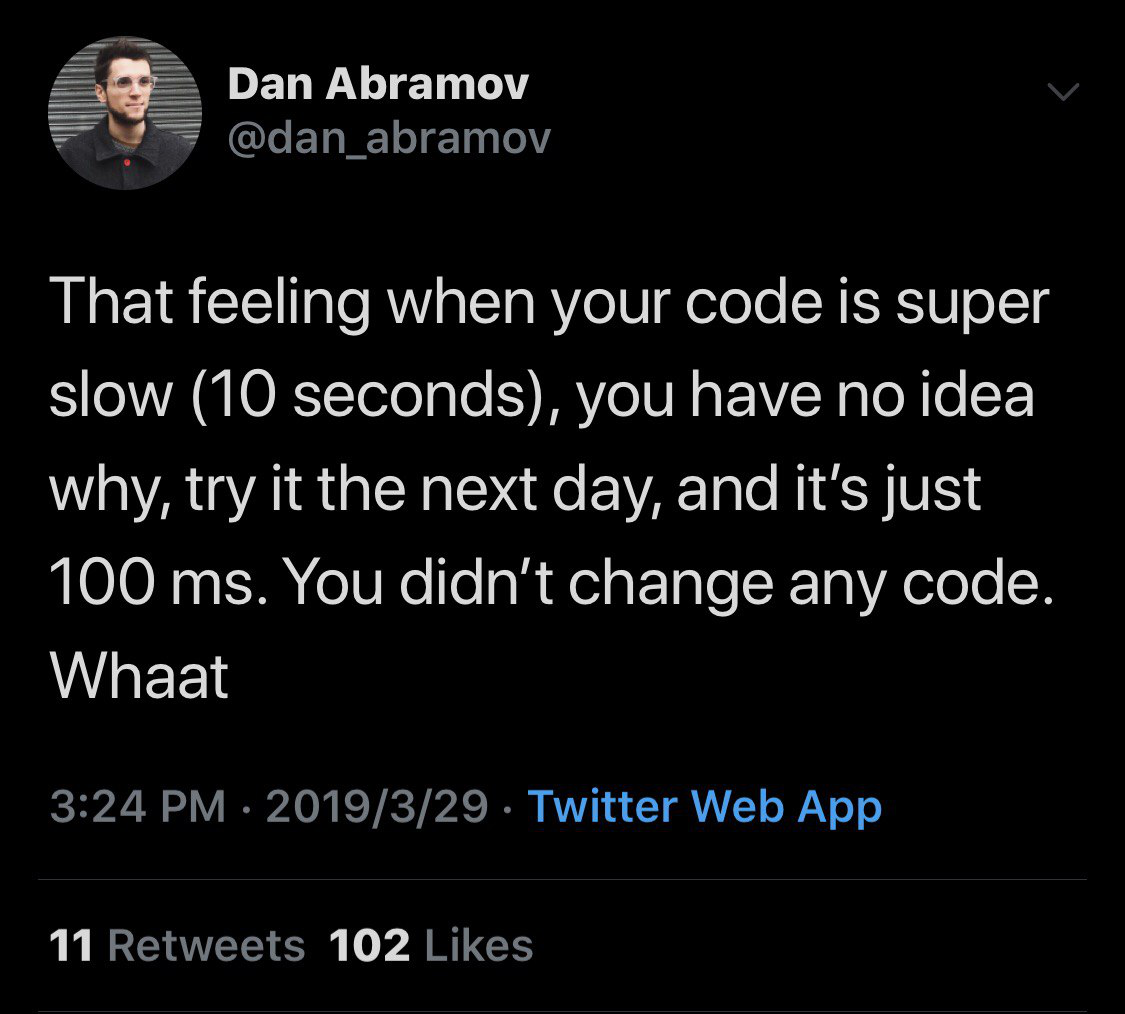 Dan Abramov
@dan_abramov
That feeling when your code is super
slow (10 seconds), you have no idea
why, try it the next day, and it’s just
100 ms. You didn’t change any code.
Whaat
3:24 PM · 2019/3/29 · Twitter Web App
11 Retweets 102 Likes